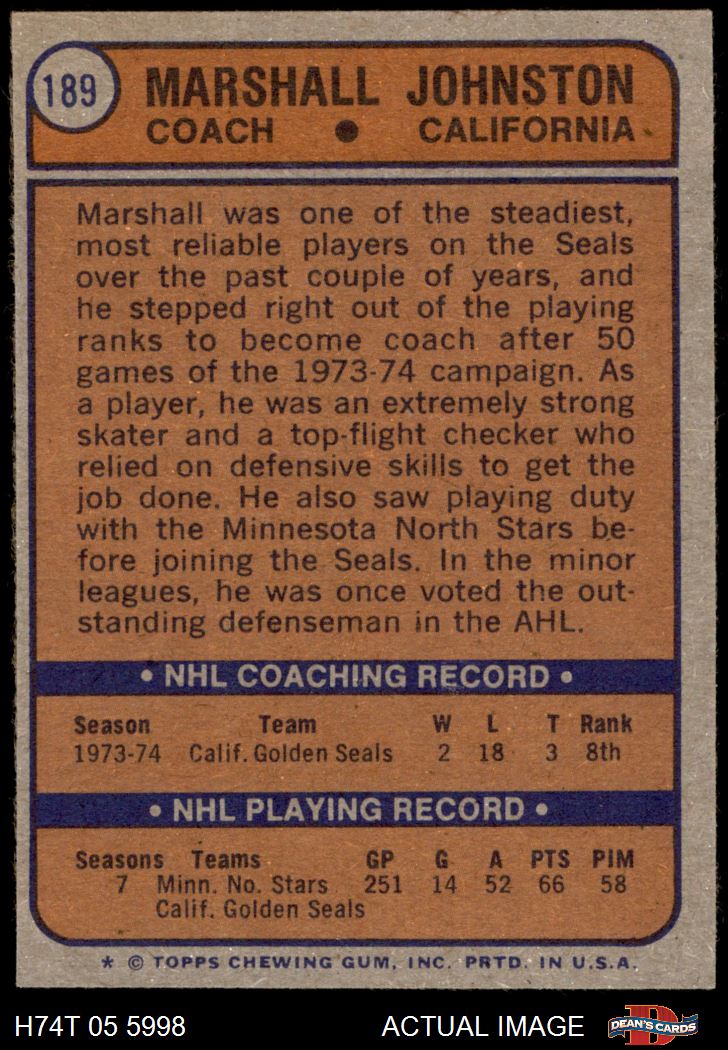 189
MARSHALL JOHNSTON
COACH • CALIFORNIA
Marshall was one of the steadiest,
most reliable players on the Seals
over the past couple of years, and
he stepped right out of the playing
ranks to become coach after 50
games of the 1973-74 campaign. As
a player, he was an extremely strong
skater and a top-flight checker who
relied on defensive skills to get the
job done. He also saw playing duty
with the Minnesota North Stars be-
fore joining the Seals. In the minor
leagues, he was once voted the out-
standing defenseman in the AHL.
• NHL COACHING RECORD •
Season Team W L T Rank
1973-74 Calif. Golden Seals 2 18 3 8th
• NHL PLAYING RECORD •
Seasons Teams GP G A PTS PIM
7 Minn. No. Stars 251 14 52 66 58
Calif. Golden Seals
* © TOPPS CHEWING GUM, INC. PRTD. IN U.S.A.
H74T 05 5998 ACTUAL IMAGE D DEAN'S CARDS